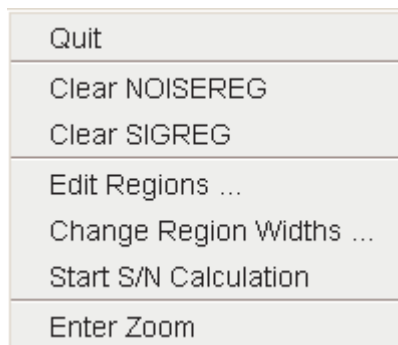 Quit
Clear NOISEREG
Clear SIGREG
Edit Regions ...
Change Region Widths ...
Start S/N Calculation
Enter Zoom